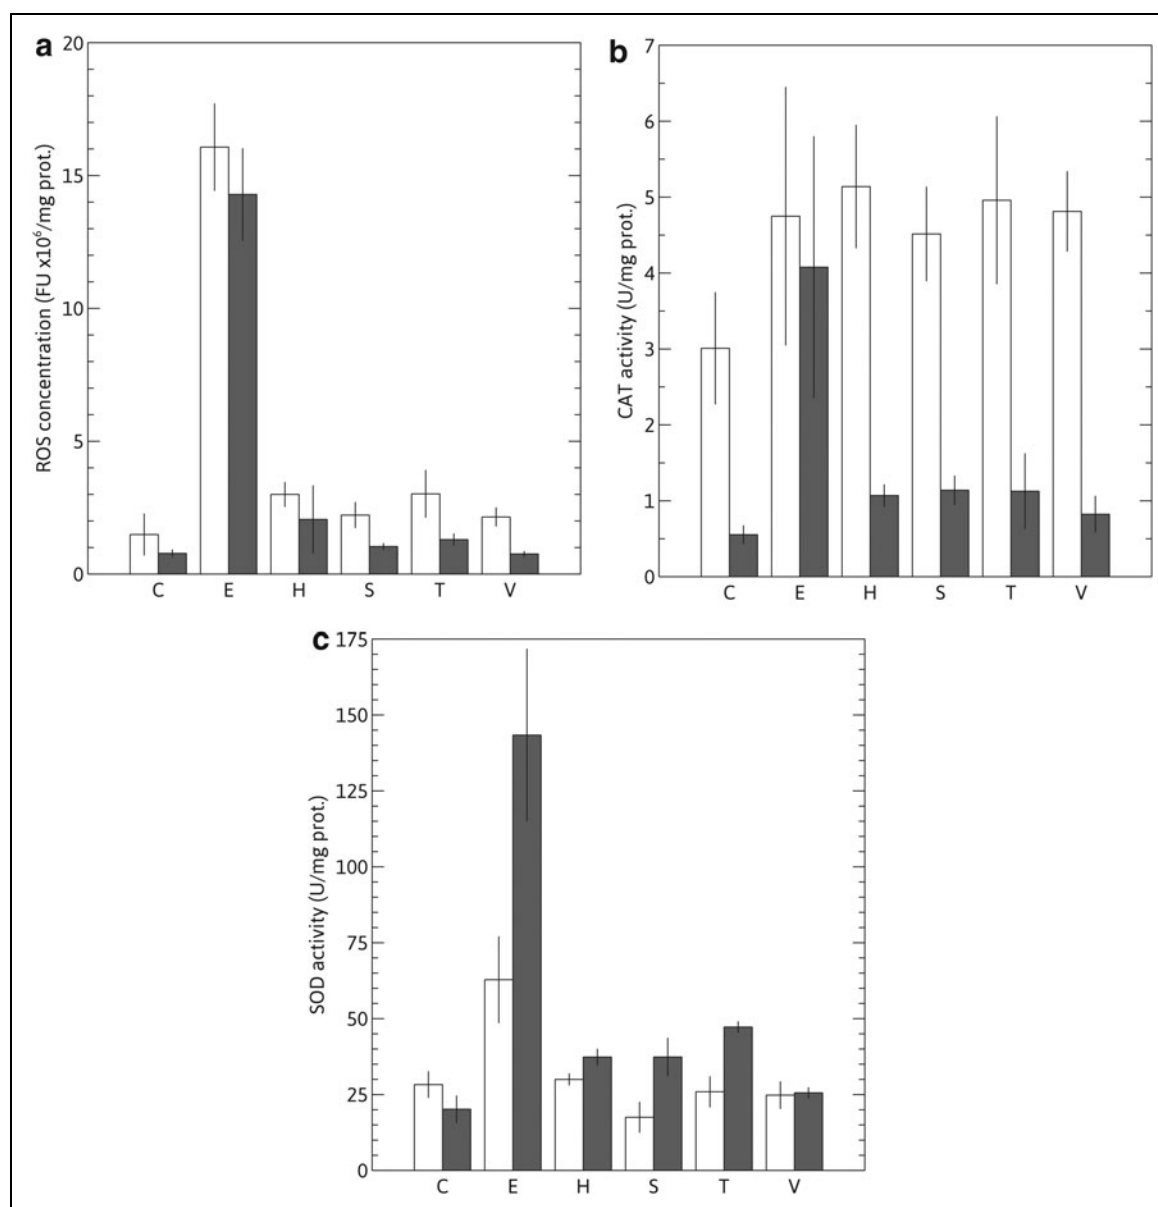 a
20
15
10
5
0
ROS concentration (FU x10⁶/mg prot.)
C E H S T V
b
7
6
5
4
3
2
1
0
CAT activity (U/mg prot.)
C E H S T V
c
175
150
125
100
75
50
25
0
SOD activity (U/mg prot.)
C E H S T V